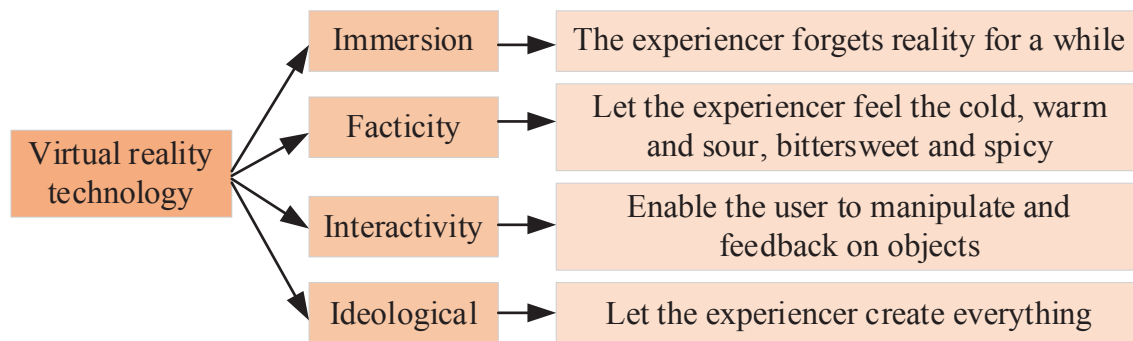 Virtual reality
technology
Immersion
The experiencer forgets reality for a while
Facticity
Let the experiencer feel the cold, warm
and sour, bittersweet and spicy
Interactivity
Enable the user to manipulate and
feedback on objects
Ideological
Let the experiencer create everything